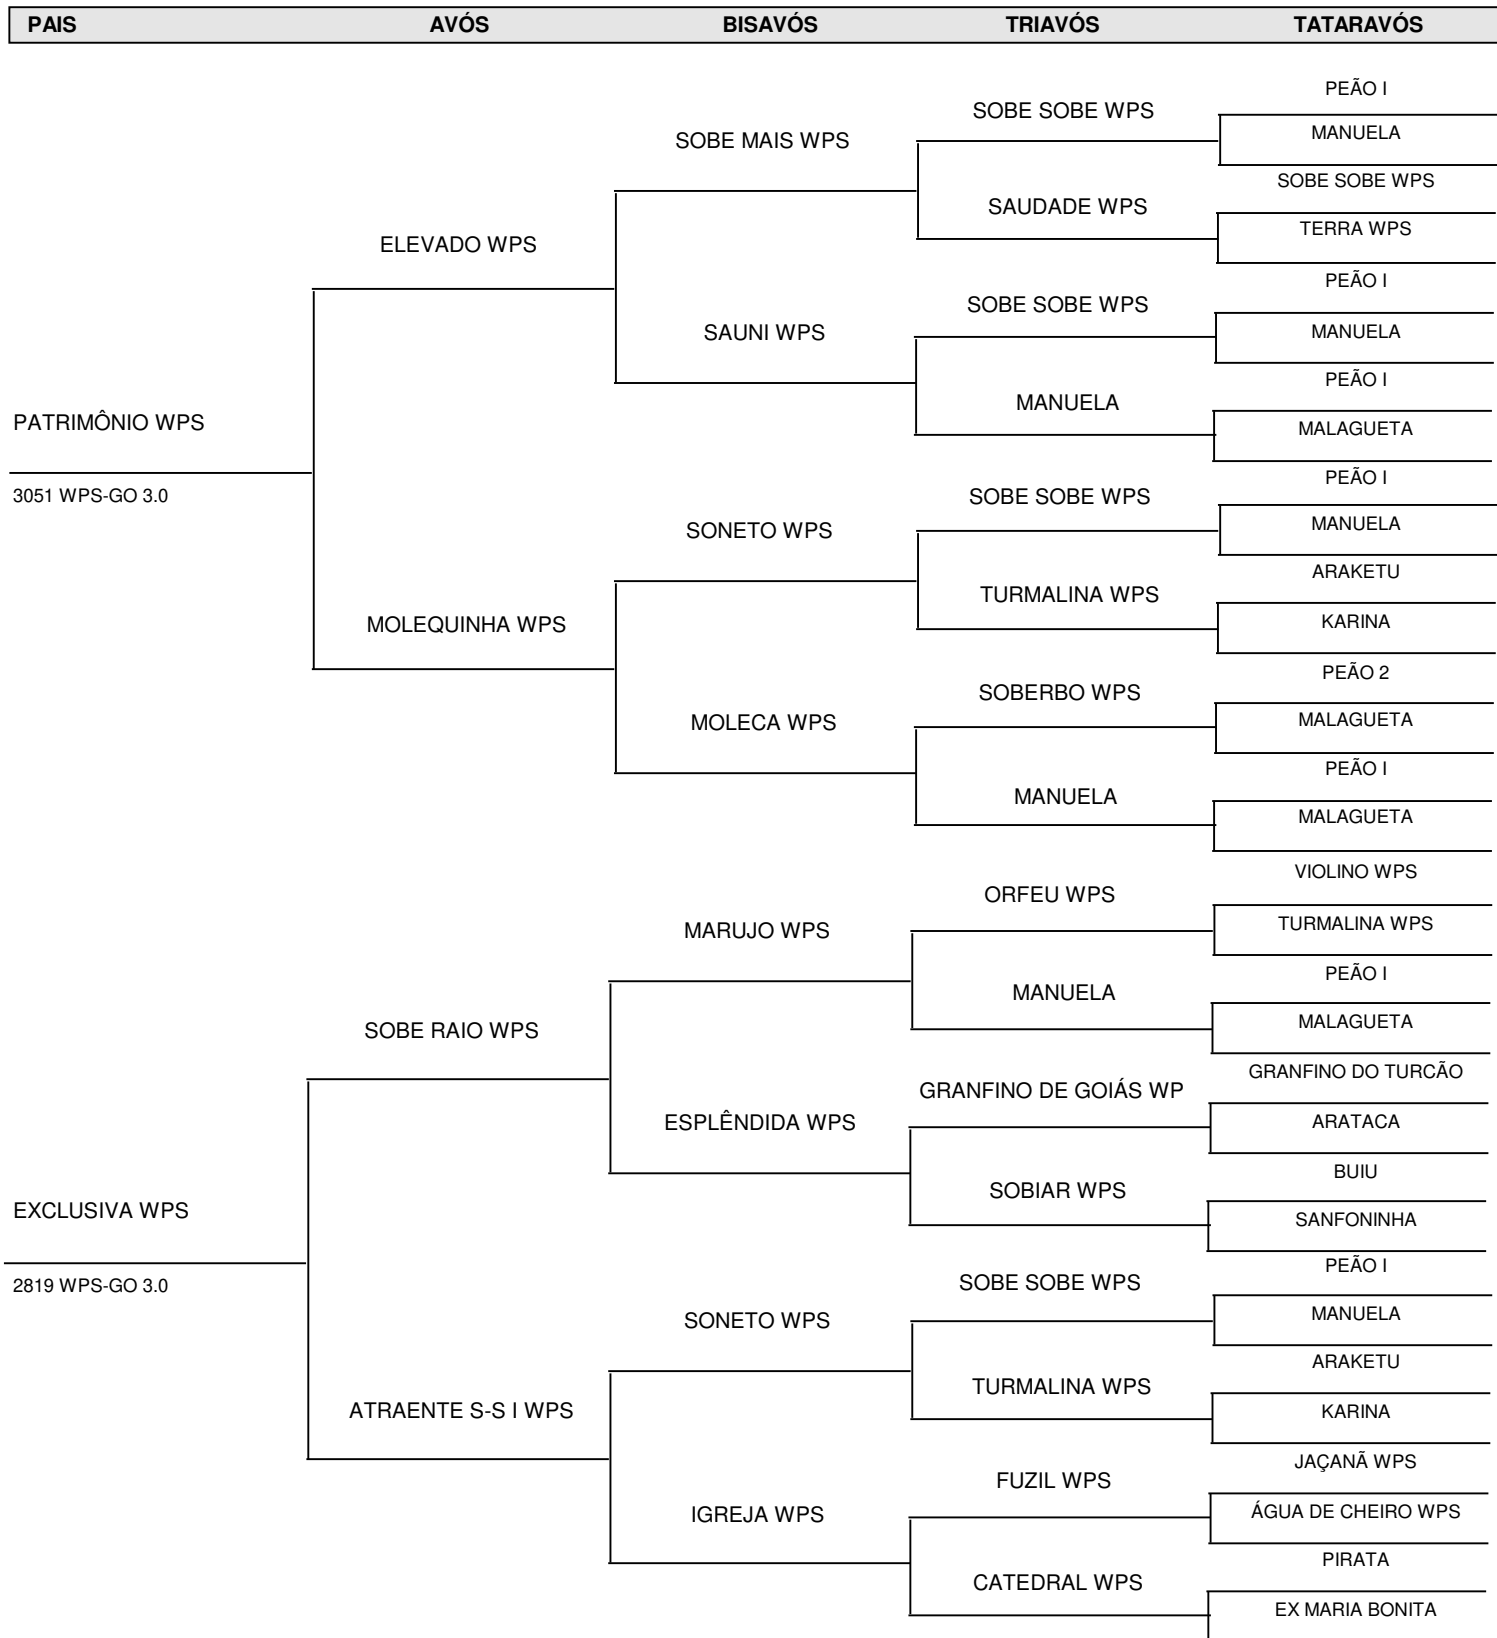 PAIS AVÓS BISAVÓS TRIAVÓS TATARAVÓS
PEÃO I
SOBE SOBE WPS
MANUELA
SOBE MAIS WPS
SOBE SOBE WPS
SAUDADE WPS
TERRA WPS
ELEVADO WPS
PEÃO I
SOBE SOBE WPS
SAUNI WPS
MANUELA
PEÃO I
MANUELA
PATRIMÔNIO WPS
MALAGUETA
PEÃO I
3051 WPS-GO 3.0
SOBE SOBE WPS
MANUELA
SONETO WPS
ARAKETU
TURMALINA WPS
KARINA
MOLEQUINHA WPS
PEÃO 2
SOBERBO WPS
MALAGUETA
MOLECA WPS
PEÃO I
MANUELA
MALAGUETA
VIOLINO WPS
ORFEU WPS
TURMALINA WPS
MARUJO WPS
PEÃO I
MANUELA
MALAGUETA
SOBE RAIO WPS
GRANFINO DO TURCÃO
GRANFINO DE GOIÁS WP
ESPLÊNDIDA WPS
ARATACA
BUIU
SOBIAR WPS
EXCLUSIVA WPS
SANFONINHA
PEÃO I
2819 WPS-GO 3.0
SOBE SOBE WPS
MANUELA
SONETO WPS
ARAKETU
TURMALINA WPS
ATRAENTE S-S I WPS
KARINA
JAÇANÃ WPS
FUZIL WPS
ÁGUA DE CHEIRO WPS
IGREJA WPS
PIRATA
CATEDRAL WPS
EX MARIA BONITA